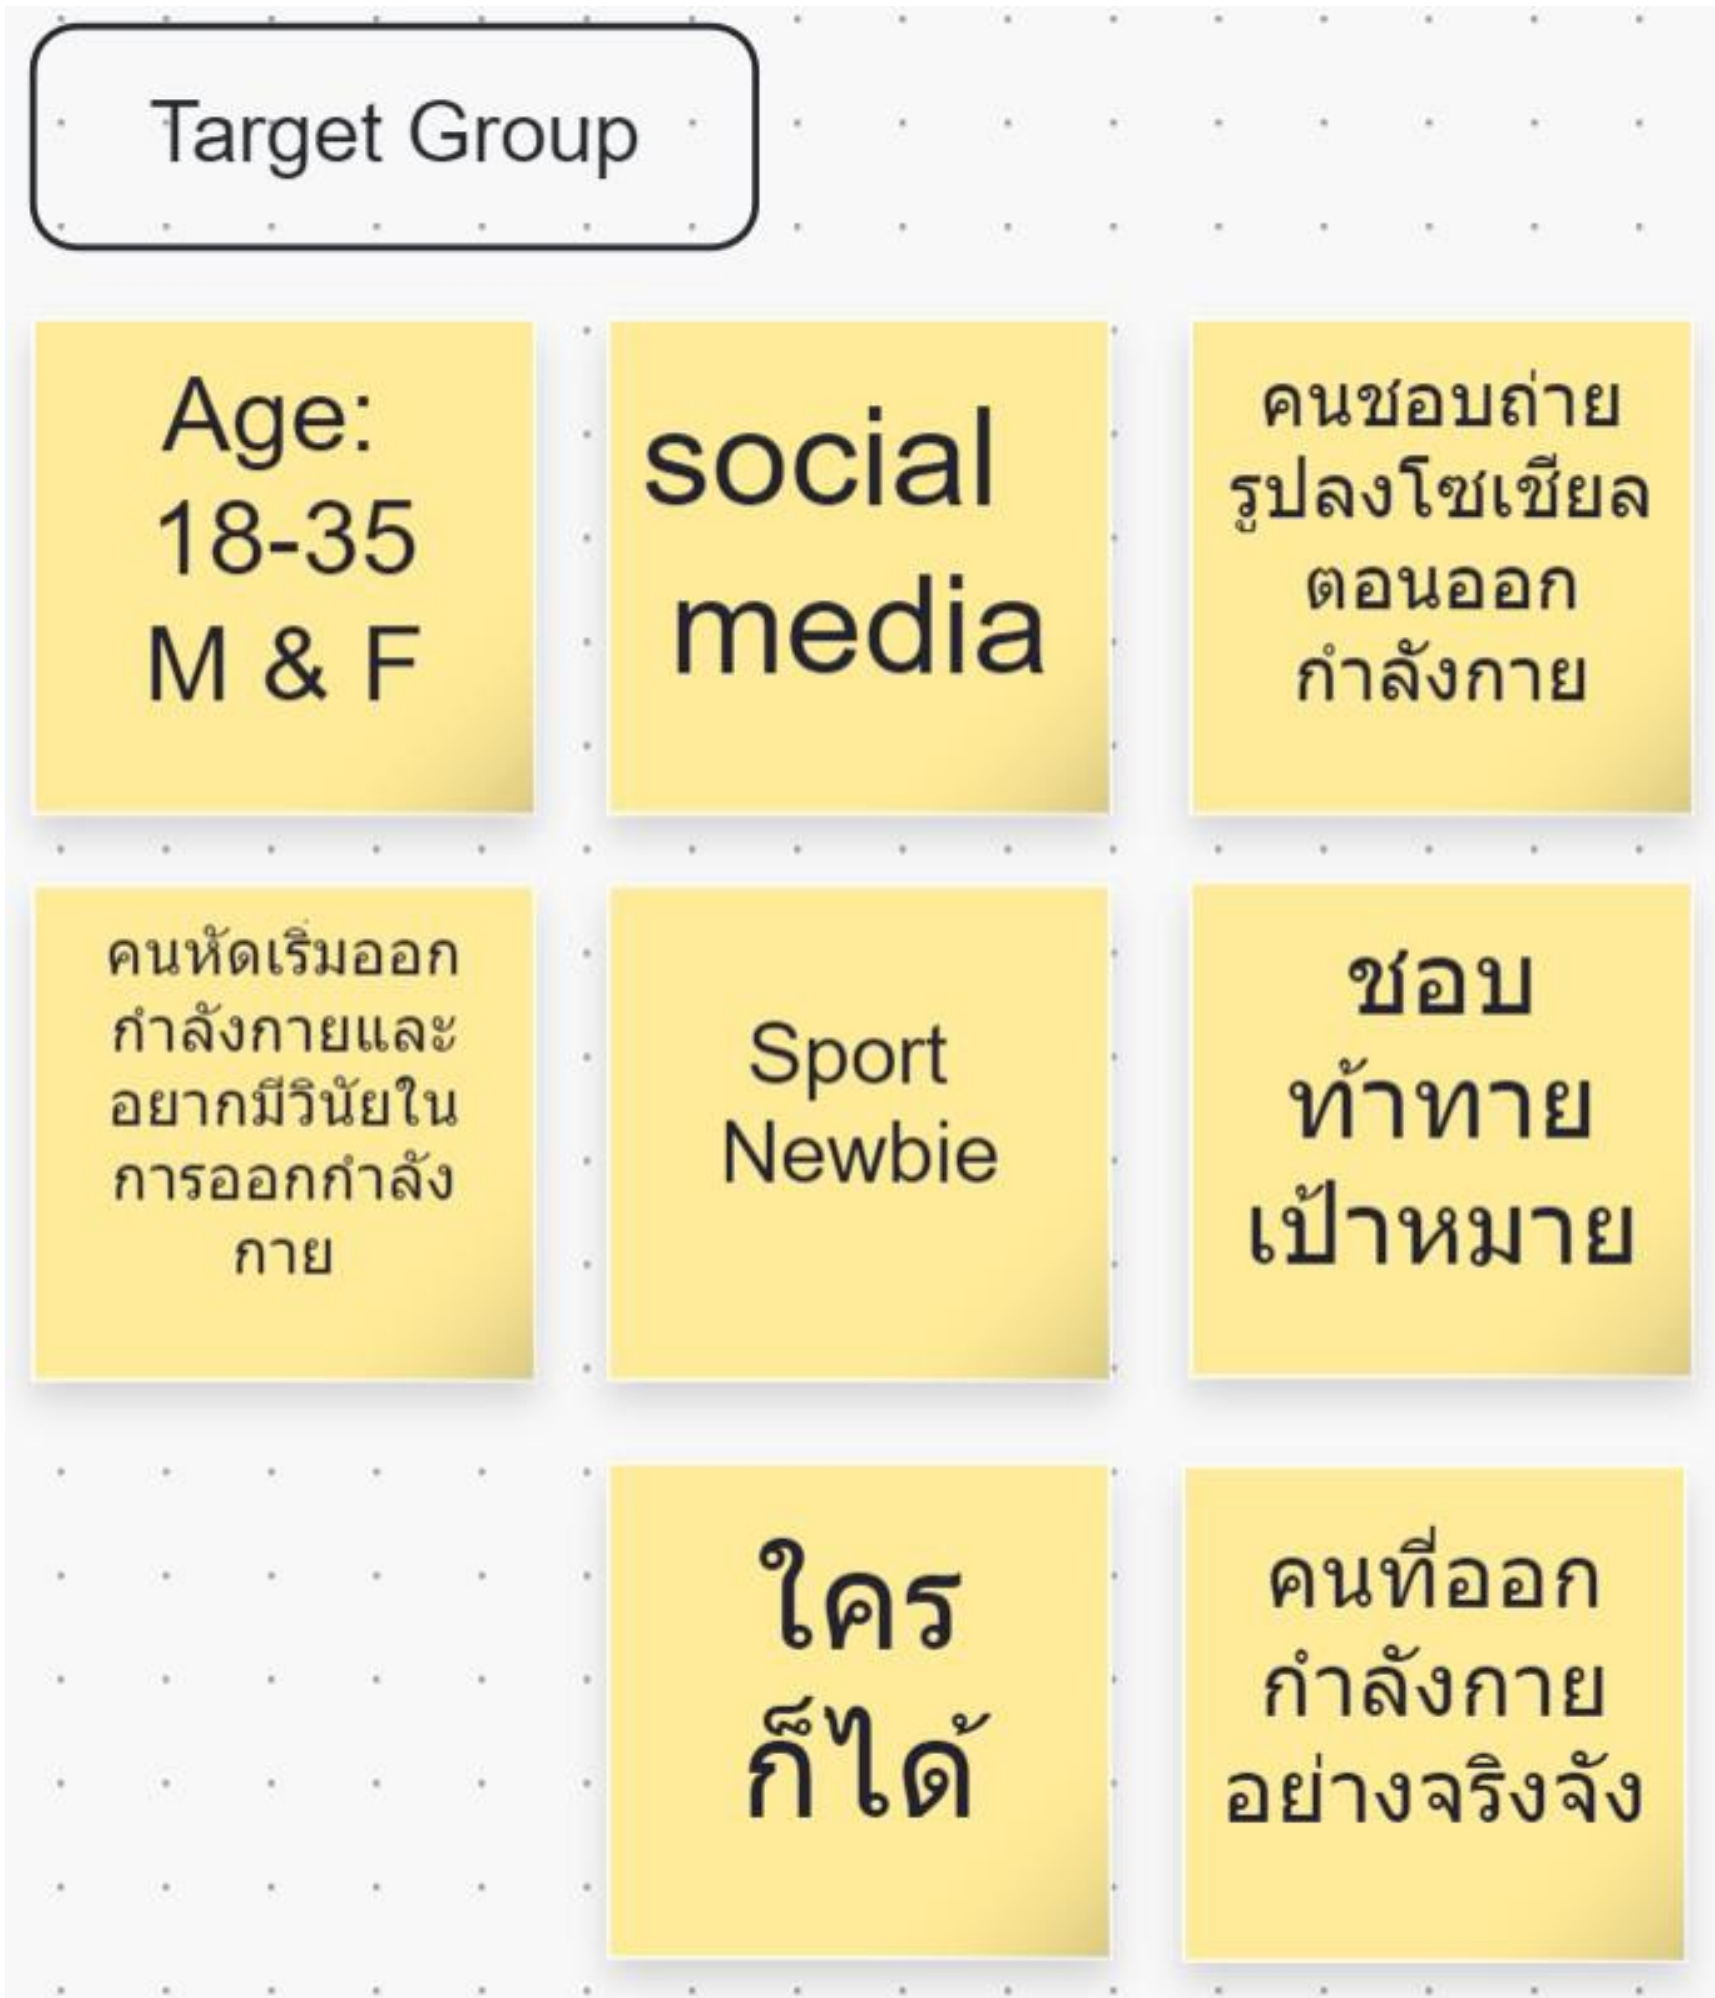 Target Group
Age:
18-35
M & F
social
media
คนชอบถ่าย
รูปลงโซเชียล
ตอนออก
กำลังกาย
คนหัดเริ่มออก
กำลังกายและ
อยากมีวินัยใน
การออกกำลัง
กาย
Sport
Newbie
ชอบ
ท้าทาย
เป้าหมาย
ใคร
ก็ได้
คนที่ออก
กำลังกาย
อย่างจริงจัง